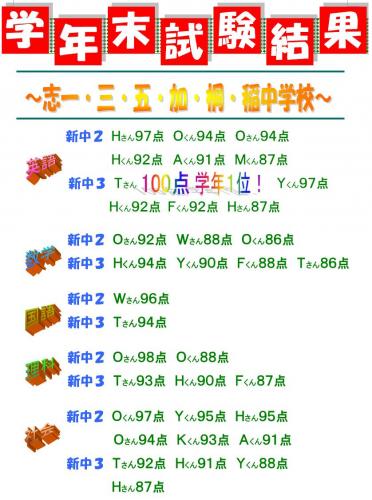 学年末試験結果
～志一・三・五・加・桐・稲中学校～
英語
新中2 Hさん97点 Oくん94点 Oさん94点
Hくん92点 Aくん91点 Mくん87点
新中3 Tさん 100点 学年1位！ Yくん97点
Hくん92点 Fくん92点 Hさん87点
数学
新中2 Oさん92点 Wさん88点 Oくん86点
新中3 Hくん94点 Yくん90点 Fくん88点 Tさん86点
国語
新中2 Wさん96点
新中3 Tさん94点
理科
新中2 Oさん98点 Oくん88点
新中3 Tさん93点 Hくん90点 Fくん87点
社会
新中2 Oくん97点 Yくん95点 Hさん95点
Oさん94点 Kくん93点 Aくん91点
新中3 Tさん92点 Hくん91点 Yくん88点
Hさん87点